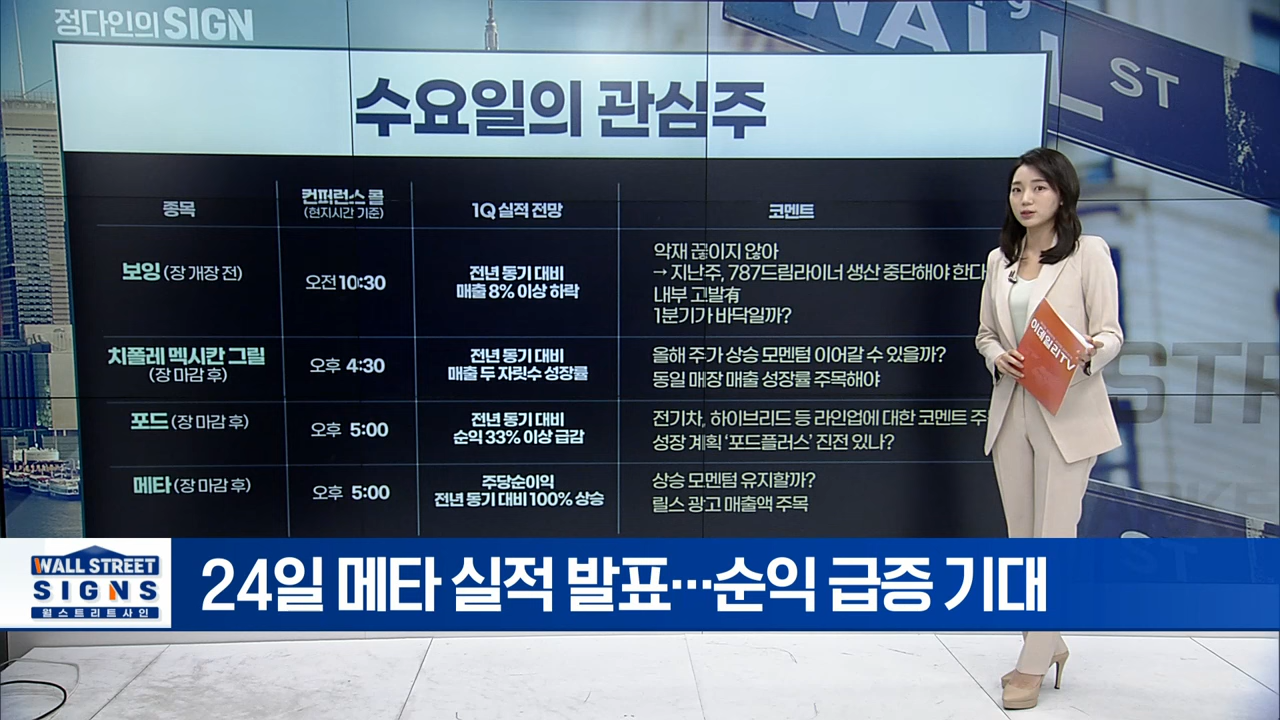 정다인의 SIGN
WALL ST
수요일의 관심주
종목
컨퍼런스 콜
(현지시간 기준)
1Q 실적 전망
코멘트
보잉 (장 개장 전)
오전 10:30
전년 동기 대비
매출 8% 이상 하락
악재 끊이지 않아
→ 지난주, 787드림라이너 생산 중단해야 한다
내부 고발有
1분기가 바닥일까?
치폴레 멕시칸 그릴
(장 마감 후)
오후 4:30
전년 동기 대비
매출 두 자릿수 성장률
올해 주가 상승 모멘텀 이어갈 수 있을까?
동일 매장 매출 성장률 주목해야
포드 (장 마감 후)
오후 5:00
전년 동기 대비
순익 33% 이상 급감
전기차, 하이브리드 등 라인업에 대한 코멘트 주
성장 계획 ‘포드플러스’ 진전 있나?
메타 (장 마감 후)
오후 5:00
주당순이익
전년 동기 대비 100% 상승
상승 모멘텀 유지할까?
릴스 광고 매출액 주목
이데일리TV
STR
ST
WALL STREET
SIGNS
월스트리트사인
24일 메타 실적 발표…순익 급증 기대